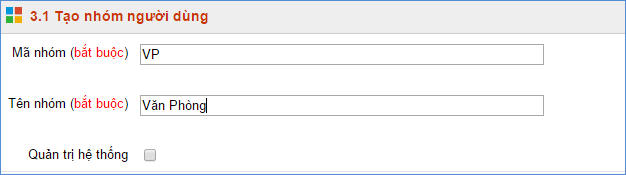 3.1 Tạo nhóm người dùng
Mã nhóm (bắt buộc) VP
Tên nhóm (bắt buộc) Văn Phòng
Quản trị hệ thống